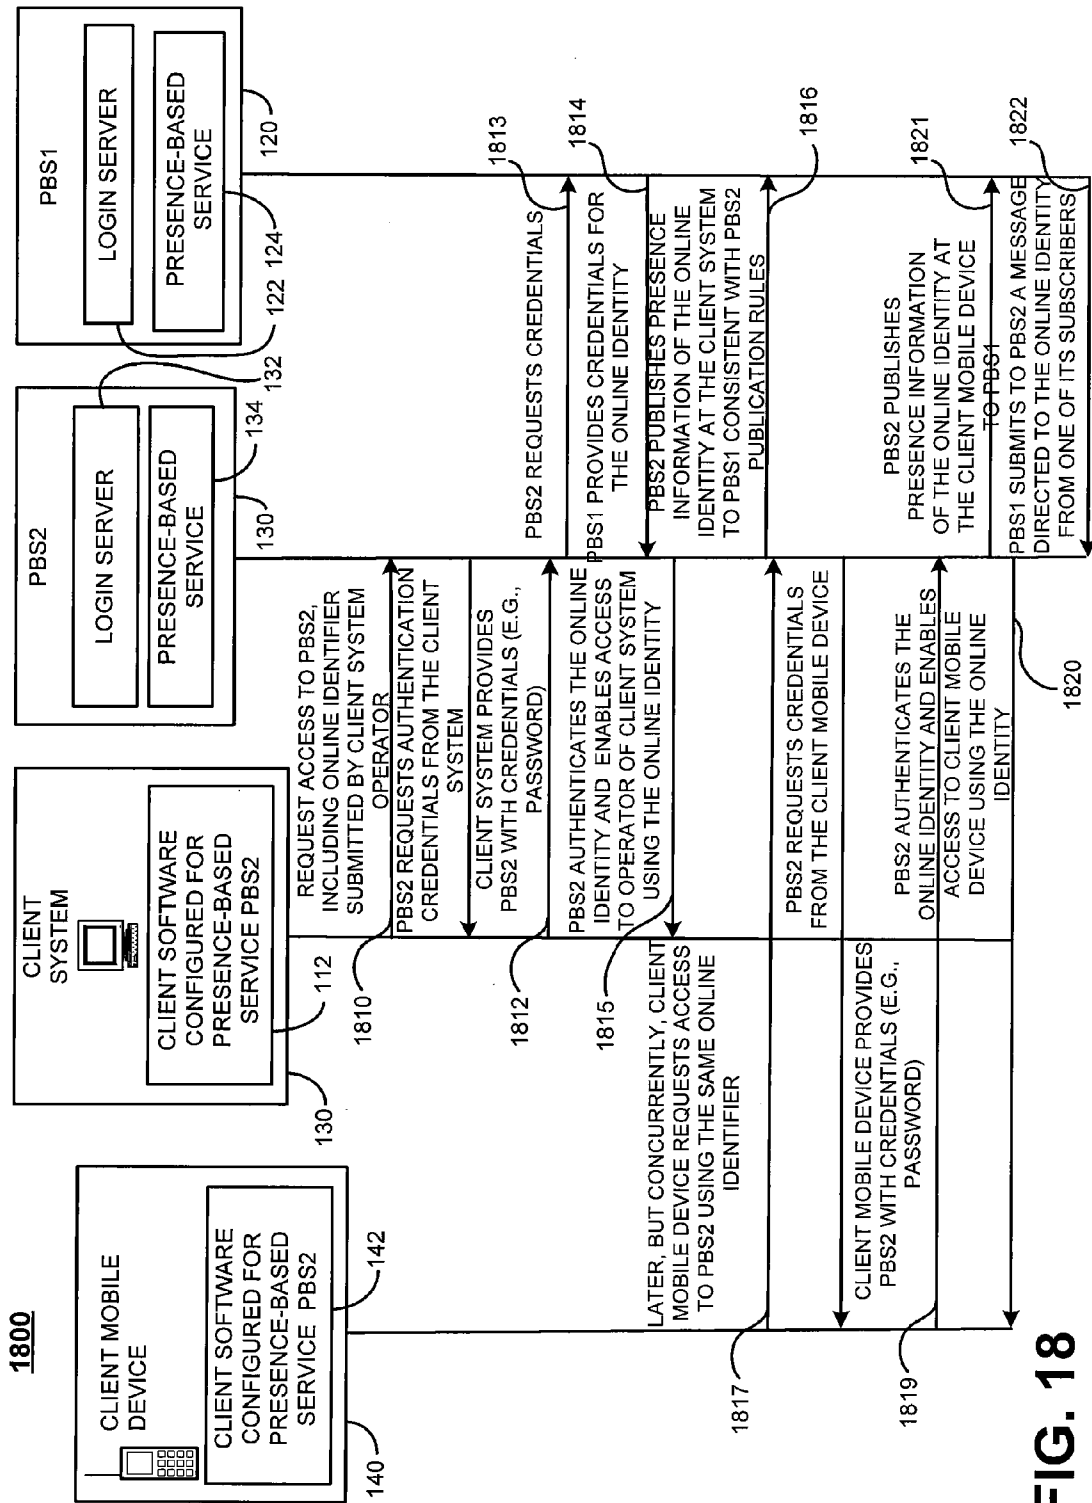 1800
CLIENT MOBILE
DEVICE
CLIENT SOFTWARE
CONFIGURED FOR
PRESENCE-BASED
SERVICE PBS2
142
140
CLIENT
SYSTEM
CLIENT SOFTWARE
CONFIGURED FOR
PRESENCE-BASED
SERVICE PBS2
112
130
PBS2
LOGIN SERVER
PRESENCE-BASED
SERVICE
132
134
130
PBS1
LOGIN SERVER
PRESENCE-BASED
SERVICE
122
124
120
REQUEST ACCESS TO PBS2,
INCLUDING ONLINE IDENTIFIER
SUBMITTED BY CLIENT SYSTEM
OPERATOR
1810
PBS2 REQUESTS AUTHENTICATION
CREDENTIALS FROM THE CLIENT
SYSTEM
CLIENT SYSTEM PROVIDES
PBS2 WITH CREDENTIALS (E.G.,
PASSWORD)
1812
PBS2 REQUESTS CREDENTIALS
1813
PBS1 PROVIDES CREDENTIALS FOR
THE ONLINE IDENTITY
1814
PBS2 AUTHENTICATES THE ONLINE
IDENTITY AND ENABLES ACCESS
TO OPERATOR OF CLIENT SYSTEM
USING THE ONLINE IDENTITY
1815
PBS2 PUBLISHES PRESENCE
INFORMATION OF THE ONLINE
IDENTITY AT THE CLIENT SYSTEM
TO PBS1 CONSISTENT WITH PBS2
PUBLICATION RULES
1816
LATER, BUT CONCURRENTLY, CLIENT
MOBILE DEVICE REQUESTS ACCESS
TO PBS2 USING THE SAME ONLINE
IDENTIFIER
1817
PBS2 REQUESTS CREDENTIALS
FROM THE CLIENT MOBILE DEVICE
CLIENT MOBILE DEVICE PROVIDES
PBS2 WITH CREDENTIALS (E.G.,
PASSWORD)
1819
PBS2 AUTHENTICATES THE
ONLINE IDENTITY AND ENABLES
ACCESS TO CLIENT MOBILE
DEVICE USING THE ONLINE
IDENTITY
1820
PBS2 PUBLISHES
PRESENCE INFORMATION
OF THE ONLINE IDENTITY AT
THE CLIENT MOBILE DEVICE
TO PBS1
1821
PBS1 SUBMITS TO PBS2 A MESSAGE
DIRECTED TO THE ONLINE IDENTITY
FROM ONE OF ITS SUBSCRIBERS
1822
FIG. 18